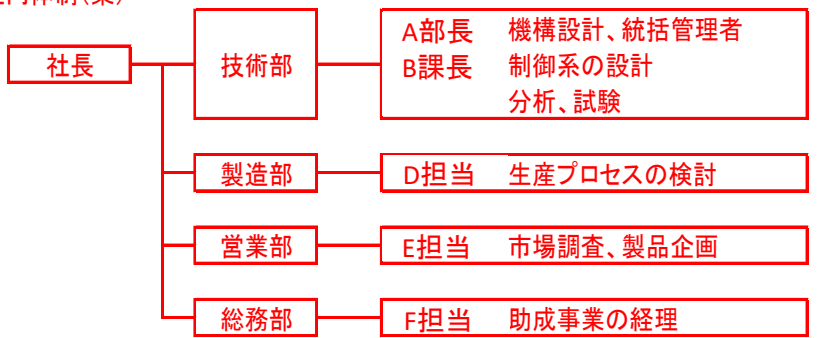 体制(案)
A部長 機構設計、統括管理者
社長 技術部 B課長 制御系の設計
分析、試験
製造部 D担当 生産プロセスの検討
営業部 E担当 市場調査、製品企画
総務部 F担当 助成事業の経理